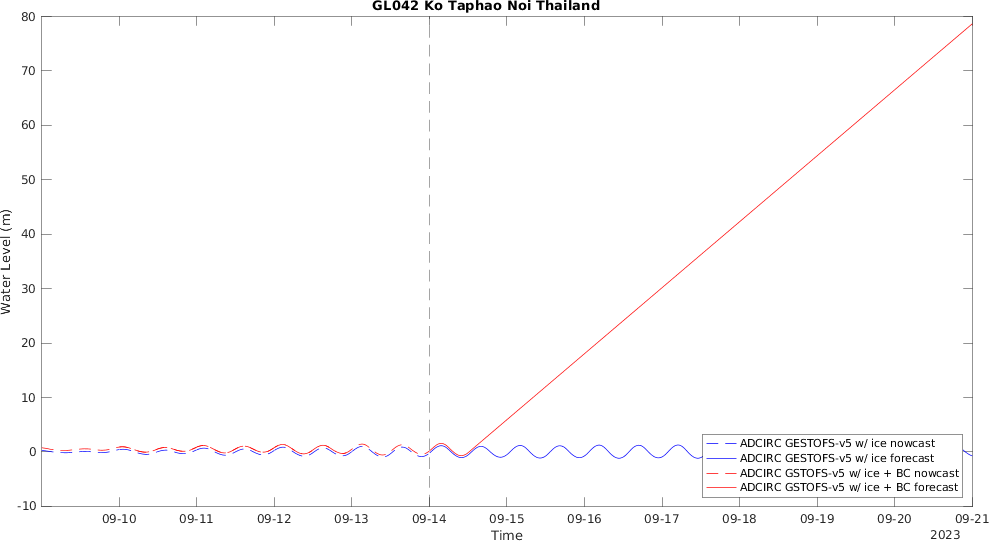 GL042 Ko Taphao Noi Thailand
80
70
60
50
40
30
20
10
0
-10
Water Level (m)
ADCIRC GESTOFS-v5 w/ ice nowcast
ADCIRC GESTOFS-v5 w/ ice forecast
ADCIRC GSTOFS-v5 w/ ice + BC nowcast
ADCIRC GSTOFS-v5 w/ ice + BC forecast
09-10 09-11 09-12 09-13 09-14 09-15 09-16 09-17 09-18 09-19 09-20 09-21
Time
2023